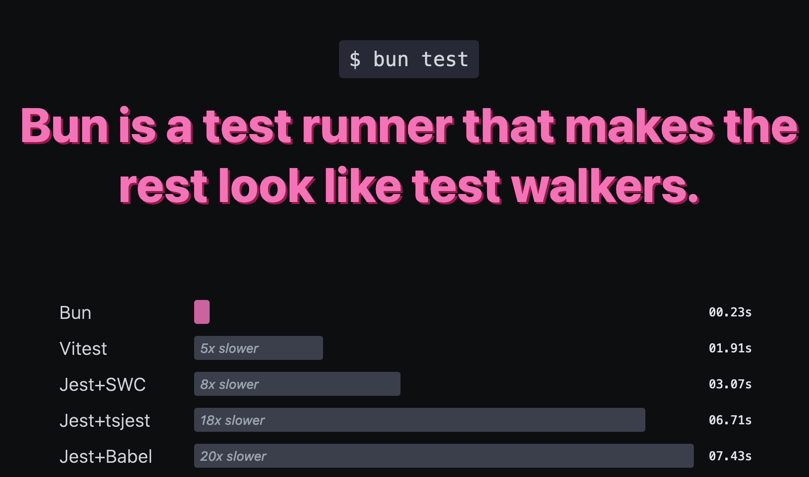 $ bun test
Bun is a test runner that makes the
rest look like test walkers.
Bun 00.23s
Vitest 5x slower 01.91s
Jest+SWC 8x slower 03.07s
Jest+tsjest 18x slower 06.71s
Jest+Babel 20x slower 07.43s